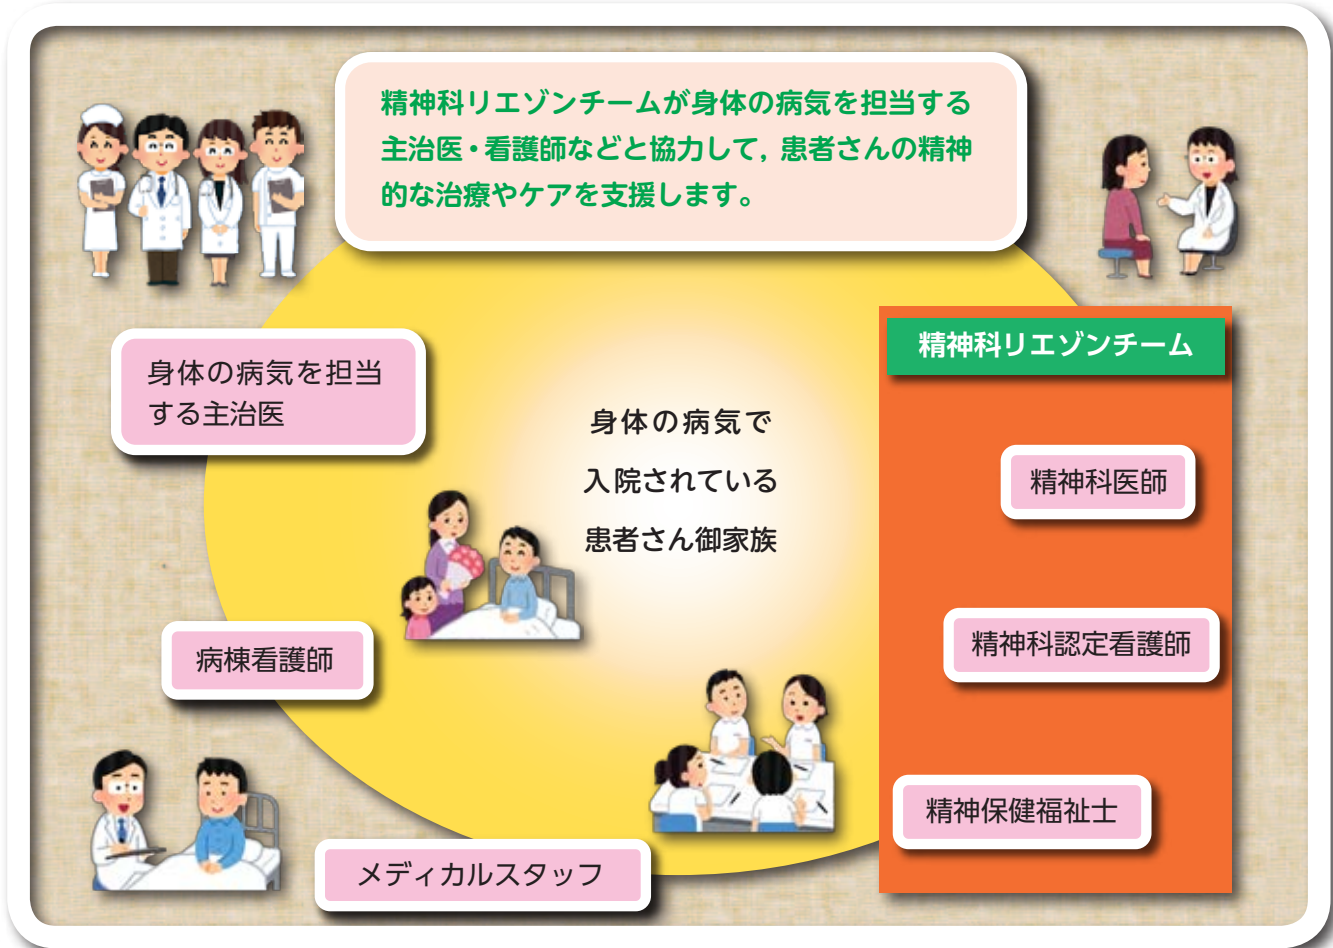 精神科リエゾンチームが身体の病気を担当する
主治医・看護師などと協力して，患者さんの精神
的な治療やケアを支援します。
身体の病気を担当
する主治医
病棟看護師
メディカルスタッフ
身体の病気で
入院されている
患者さん御家族
精神科リエゾンチーム
精神科医師
精神科認定看護師
精神保健福祉士